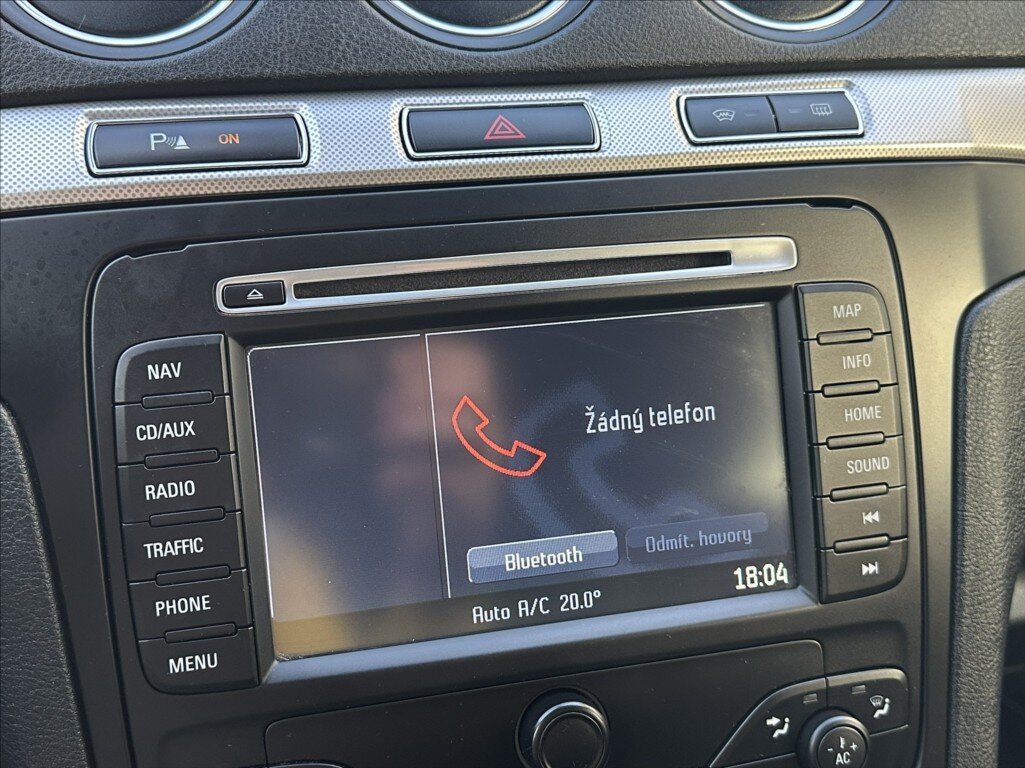 P ON
NAV
CD/AUX
RADIO
TRAFFIC
PHONE
MENU
Žádný telefon
Bluetooth
Odmít. hovory
Auto A/C 20.0°
18:04
MAP
INFO
HOME
SOUND
- +
AC